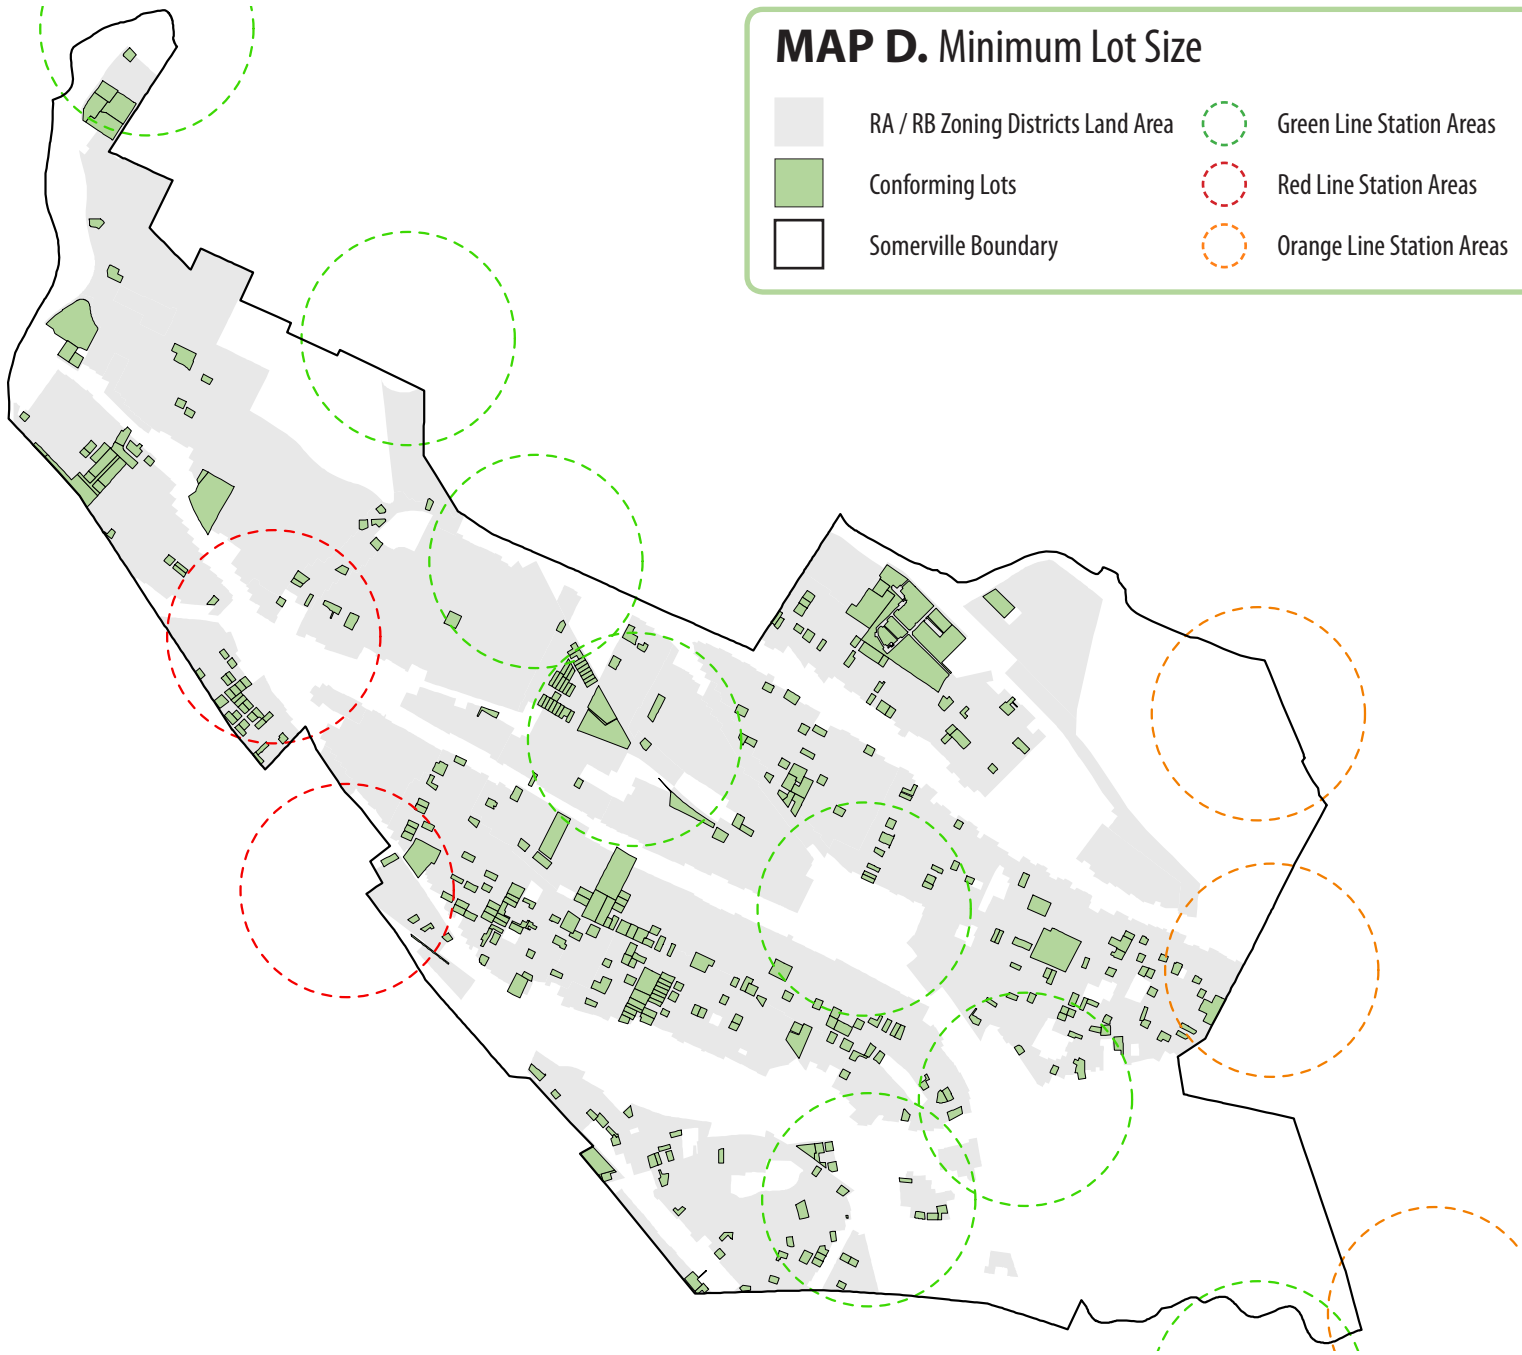 MAP D. Minimum Lot Size
RA / RB Zoning Districts Land Area
Conforming Lots
Somerville Boundary
Green Line Station Areas
Red Line Station Areas
Orange Line Station Areas